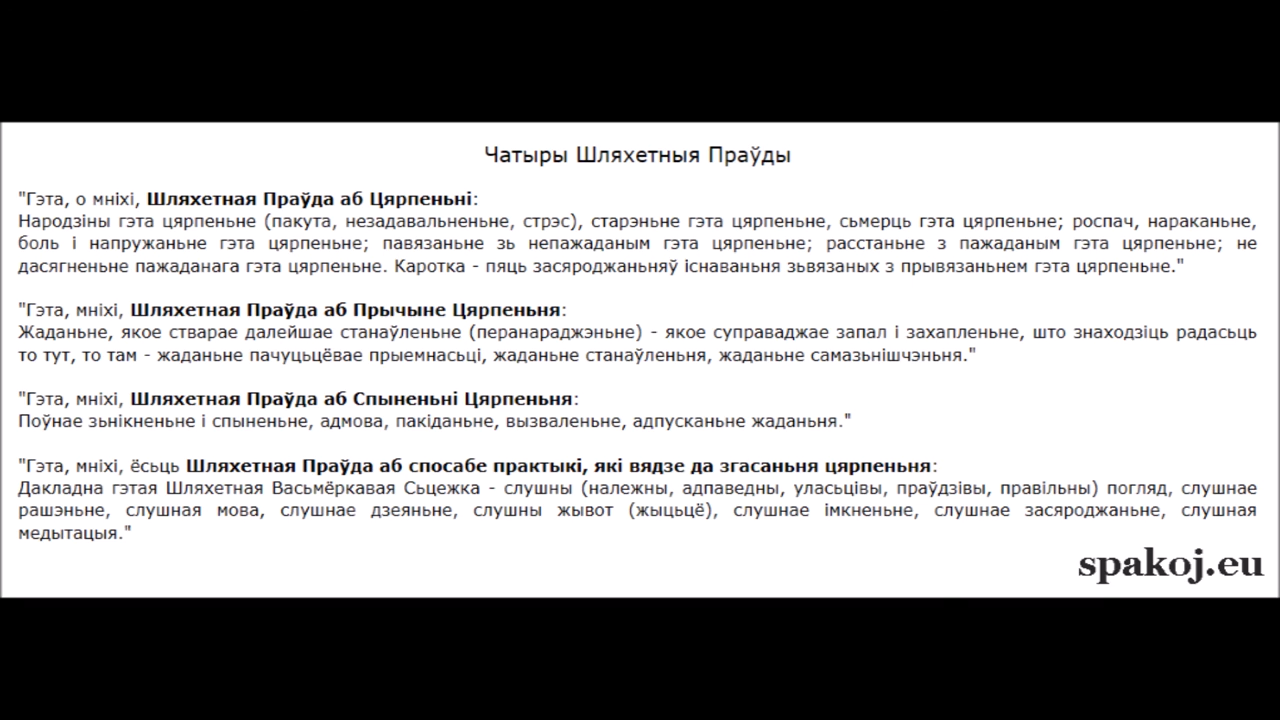 Чатыры Шляхетныя Праўды
"Гэта, о мніхі, Шляхетная Праўда аб Цярпеньні:
Народзіны гэта цярпеньне (пакута, незадавальненьне, стрэс), старэньне гэта цярпеньне, сьмерць гэта цярпеньне; роспач, нараканьне,
боль і напружаньне гэта цярпеньне; павязаньне зь непажаданым гэта цярпеньне; расстаньне з пажаданым гэта цярпеньне; не
дасягненьне пажаданага гэта цярпеньне. Каротка - пяць засяроджаньняў існаваньня зьвязаных з прывязаньнем гэта цярпеньне."
"Гэта, мніхі, Шляхетная Праўда аб Прычыне Цярпеньня:
Жаданьне, якое стварае далейшае станаўленьне (перанараджэньне) - якое суправаджае запал і захапленьне, што знаходзіць радасьць
то тут, то там - жаданьне пачуцьцёвае прыемнасьці, жаданьне станаўленьня, жаданьне самазьнішчэньня."
"Гэта, мніхі, Шляхетная Праўда аб Спыненьні Цярпеньня:
Поўнае зьнікненьне і спыненьне, адмова, пакіданьне, вызваленьне, адпусканьне жаданьня."
"Гэта, мніхі, ёсьць Шляхетная Праўда аб спосабе практыкі, які вядзе да згасаньня цярпеньня:
Дакладна гэтая Шляхетная Васьмёркавая Сьцежка - слушны (належны, адпаведны, уласьцівы, праўдзівы, правільны) погляд, слушнае
рашэньне, слушная мова, слушнае дзеяньне, слушны жывот (жыцьцё), слушнае імкненьне, слушнае засяроджаньне, слушная
медытацыя."
spakoj.eu